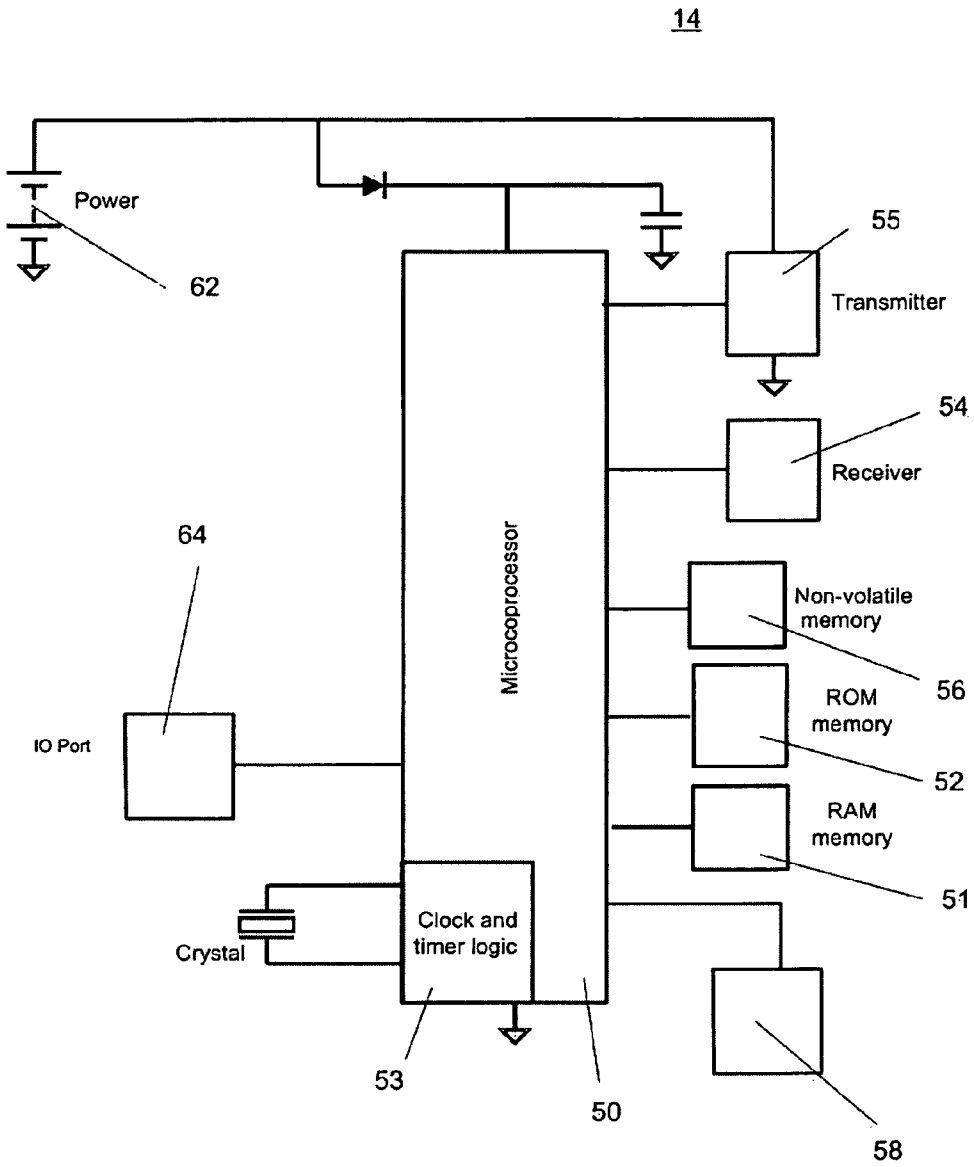 14
Power
62
55
Transmitter
54
Receiver
64
Microcoprocessor
Non-volatile
memory
56
IO Port
ROM
memory
52
RAM
memory
51
Crystal
Clock and
timer logic
53
50
58